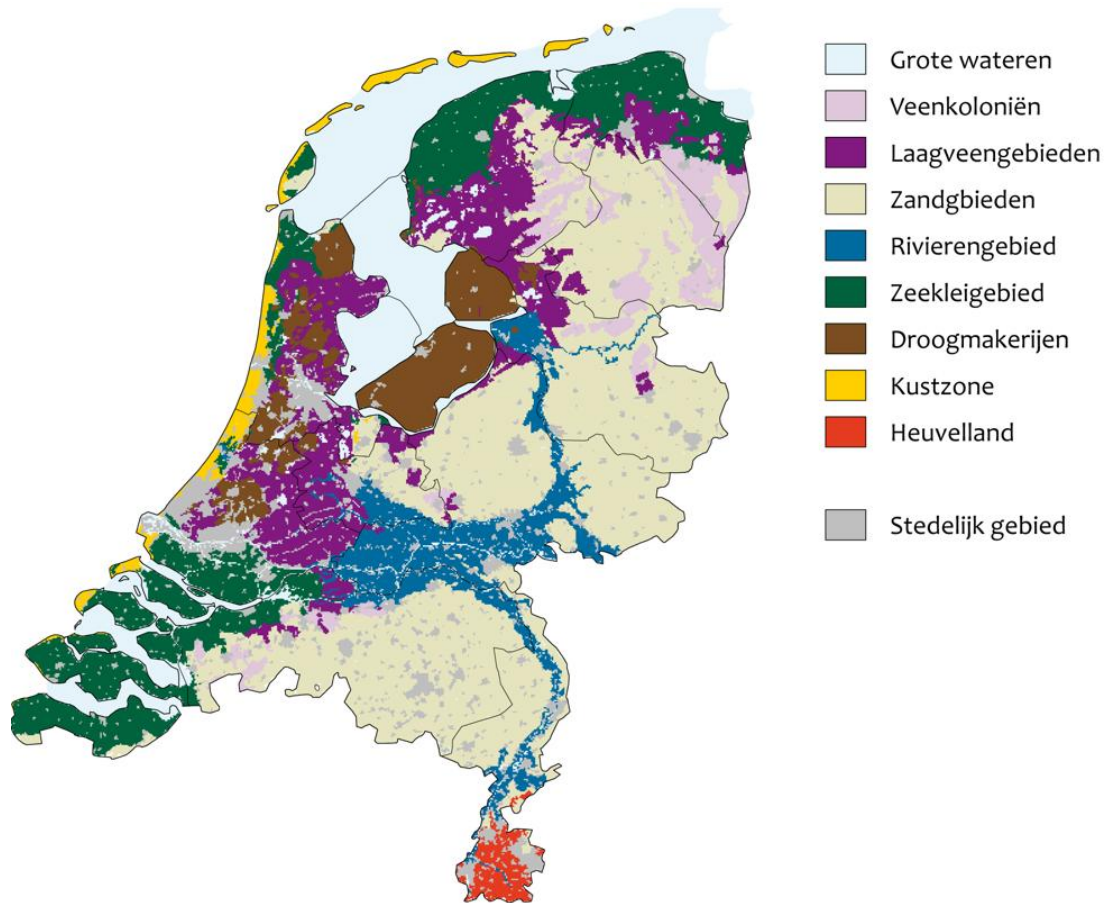 Grote wateren
Veenkoloniën
Laagveengebieden
Zandgbieden
Rivierengebied
Zeekleigebied
Droogmakerijen
Kustzone
Heuvelland
Stedelijk gebied